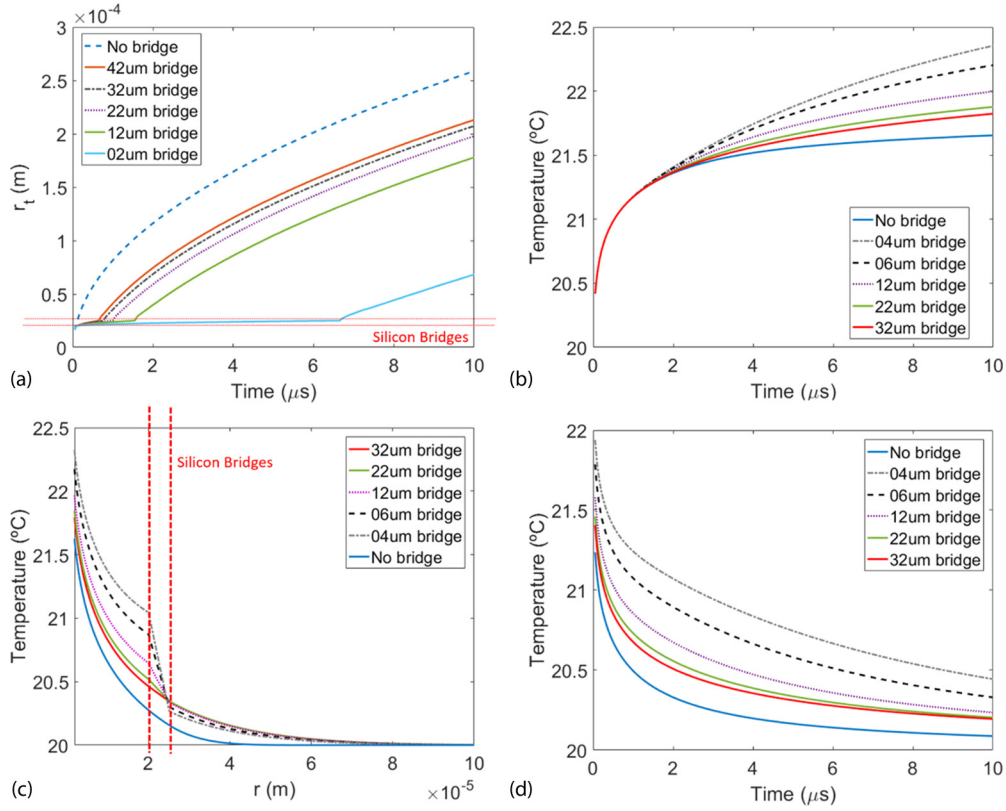 ×10⁻⁴
3
2.5
2
1.5
1
0.5
0
r_t (m)
No bridge
42um bridge
32um bridge
22um bridge
12um bridge
02um bridge
Silicon Bridges
0 2 4 6 8 10
Time (μs)
(a)
22.5
22
21.5
21
20.5
20
Temperature (ºC)
No bridge
04um bridge
06um bridge
12um bridge
22um bridge
32um bridge
0 2 4 6 8 10
Time (μs)
(b)
22.5
22
21.5
21
20.5
20
Temperature (ºC)
Silicon Bridges
32um bridge
22um bridge
12um bridge
06um bridge
04um bridge
No bridge
2 4 6 8 10
r (m)
×10⁻⁵
(c)
22
21.5
21
20.5
20
Temperature (ºC)
No bridge
04um bridge
06um bridge
12um bridge
22um bridge
32um bridge
0 2 4 6 8 10
Time (μs)
(d)